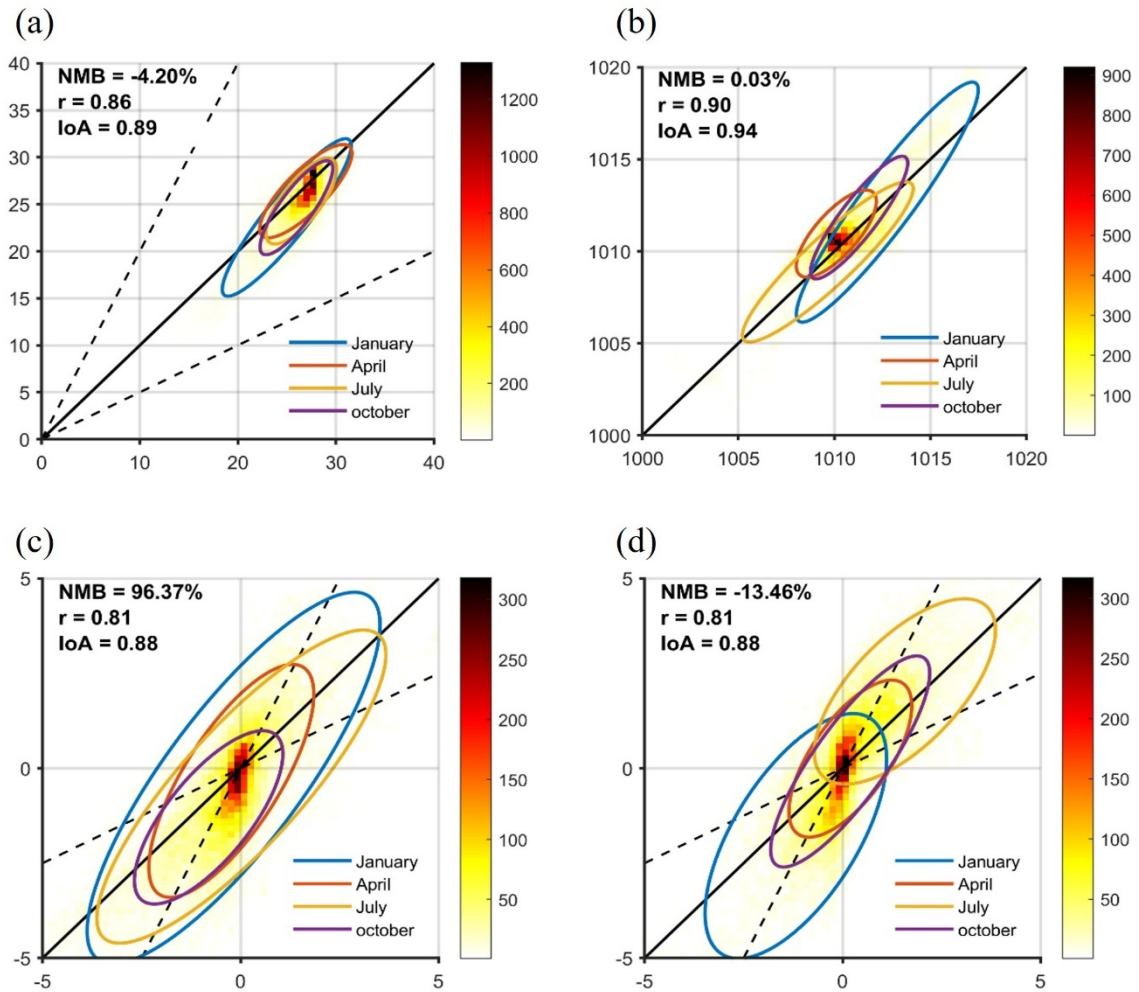 (a)
NMB = -4.20%
r = 0.86
IoA = 0.89
40
35
30
25
20
15
10
5
0
0
10
20
30
40
January
April
July
october
1200
1000
800
600
400
200
(b)
NMB = 0.03%
r = 0.90
IoA = 0.94
1020
1015
1010
1005
1000
1000
1005
1010
1015
1020
January
April
July
october
900
800
700
600
500
400
300
200
100
(c)
NMB = 96.37%
r = 0.81
IoA = 0.88
5
0
-5
-5
0
5
January
April
July
october
300
250
200
150
100
50
(d)
NMB = -13.46%
r = 0.81
IoA = 0.88
5
0
-5
-5
0
5
January
April
July
october
300
250
200
150
100
50